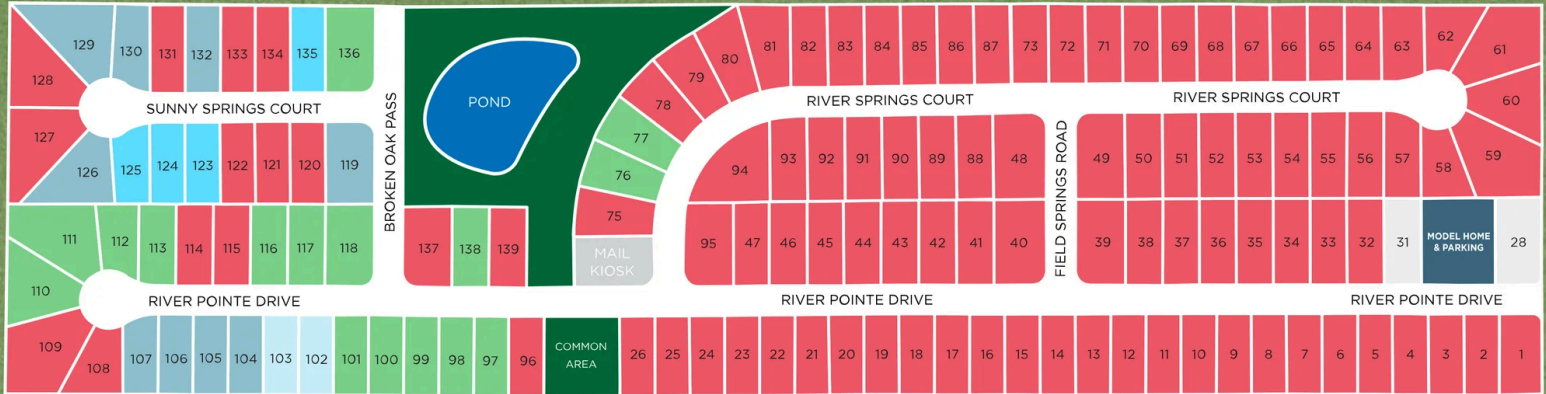 129 130 131 132 133 134 135 136
128
SUNNY SPRINGS COURT
127
126 125 124 123 122 121 120 119
BROKEN OAK PASS
POND
81 82 83 84 85 86 87 73 72 71 70 69 68 67 66 65 64 63 62 61
80
79
78
77
76
75
MAIL
KIOSK
RIVER SPRINGS COURT
RIVER SPRINGS COURT
60
94 93 92 91 90 89 88 48
FIELD SPRINGS ROAD
49 50 51 52 53 54 55 56 57 58 59
111 112 113 114 115 116 117 118
110
137 138 139
95 47 46 45 44 43 42 41 40
39 38 37 36 35 34 33 32 31
MODEL HOME
& PARKING
28
RIVER POINTE DRIVE
RIVER POINTE DRIVE
RIVER POINTE DRIVE
109 108 107 106 105 104 103 102 101 100 99 98 97 96
COMMON
AREA
26 25 24 23 22 21 20 19 18 17 16 15 14 13 12 11 10 9 8 7 6 5 4 3 2 1